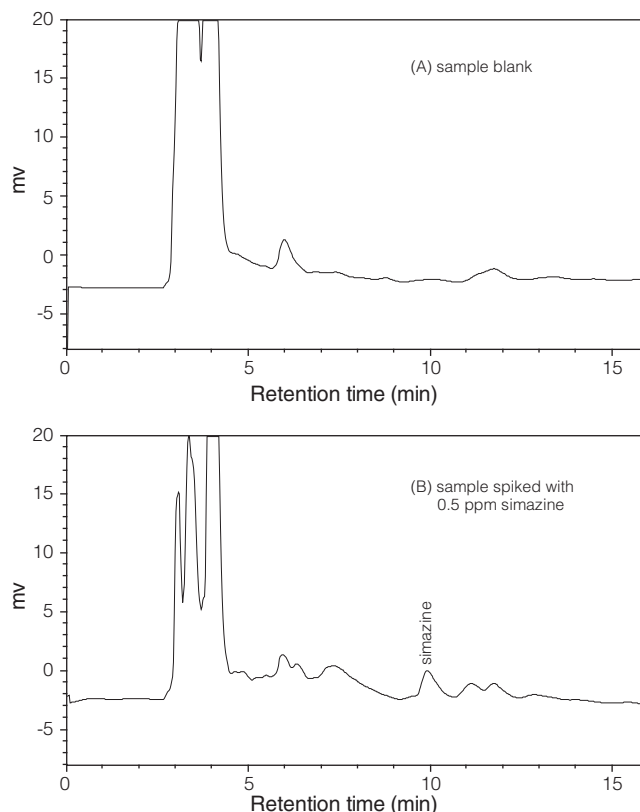 20
(A) sample blank
15
10
mv
5
0
-5
0 5 10 15
Retention time (min)
20
(B) sample spiked with
0.5 ppm simazine
15
10
mv
5
simazine
0
-5
0 5 10 15
Retention time (min)